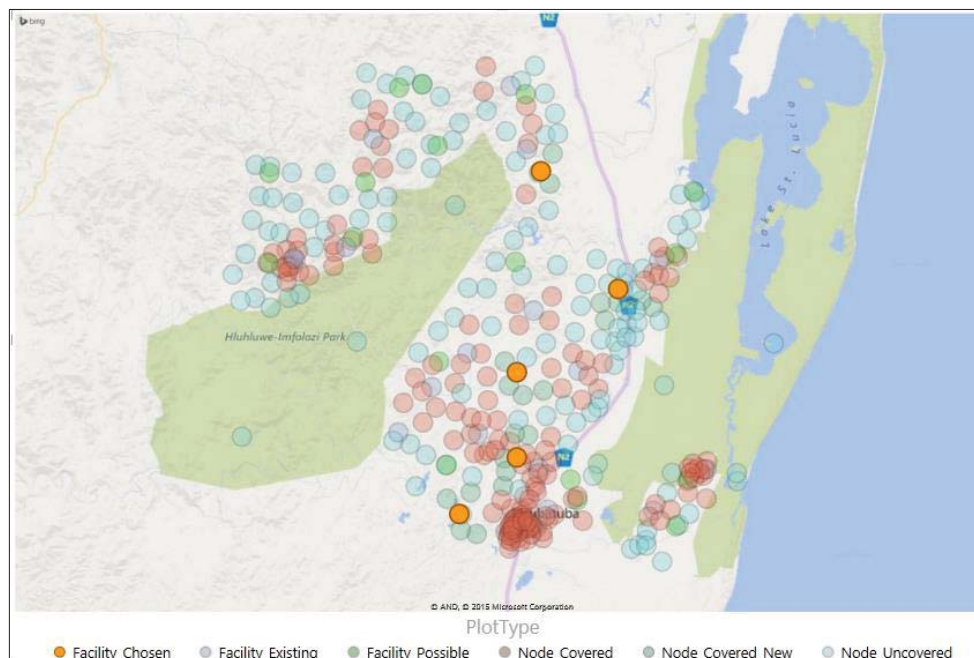 bing
N2
Lake St. Lucia
N2
Hluhluwe-Imfolozi Park
N2
© AND, © 2015 Microsoft Corporation
PlotType
Facility Chosen Facility Existing Facility Possible Node Covered Node Covered New Node Uncovered